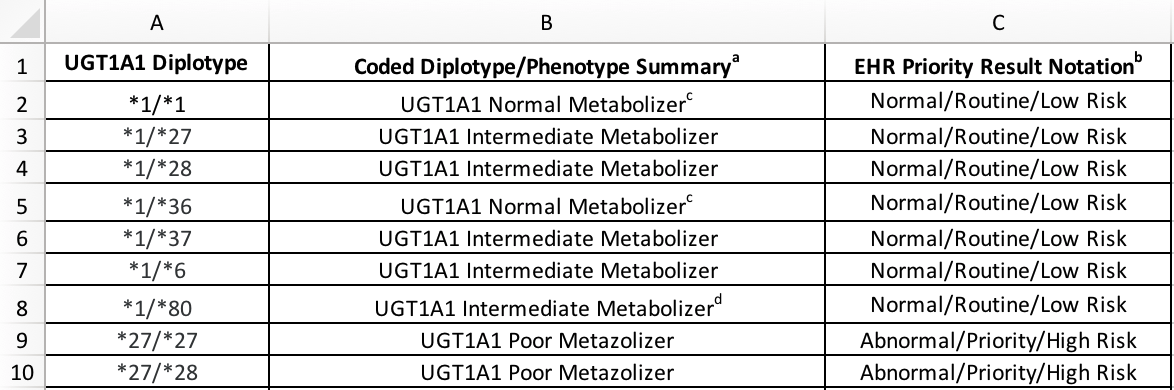 A B C
1 UGT1A1 Diplotype Coded Diplotype/Phenotype Summaryᵃ EHR Priority Result Notationᵇ
2 *1/*1 UGT1A1 Normal Metabolizerᶜ Normal/Routine/Low Risk
3 *1/*27 UGT1A1 Intermediate Metabolizer Normal/Routine/Low Risk
4 *1/*28 UGT1A1 Intermediate Metabolizer Normal/Routine/Low Risk
5 *1/*36 UGT1A1 Normal Metabolizerᶜ Normal/Routine/Low Risk
6 *1/*37 UGT1A1 Intermediate Metabolizer Normal/Routine/Low Risk
7 *1/*6 UGT1A1 Intermediate Metabolizer Normal/Routine/Low Risk
8 *1/*80 UGT1A1 Intermediate Metabolizerᵈ Normal/Routine/Low Risk
9 *27/*27 UGT1A1 Poor Metazolizer Abnormal/Priority/High Risk
10 *27/*28 UGT1A1 Poor Metazolizer Abnormal/Priority/High Risk